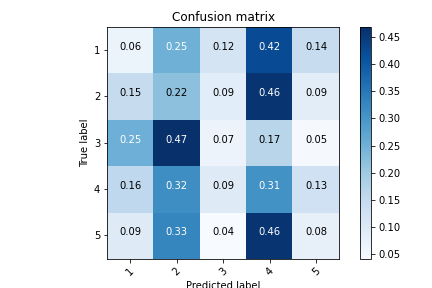 Confusion matrix
1 0.06 0.25 0.12 0.42 0.14
2 0.15 0.22 0.09 0.46 0.09
3 0.25 0.47 0.07 0.17 0.05
4 0.16 0.32 0.09 0.31 0.13
5 0.09 0.33 0.04 0.46 0.08
1 2 3 4 5
True label
Predicted label
0.45
0.40
0.35
0.30
0.25
0.20
0.15
0.10
0.05